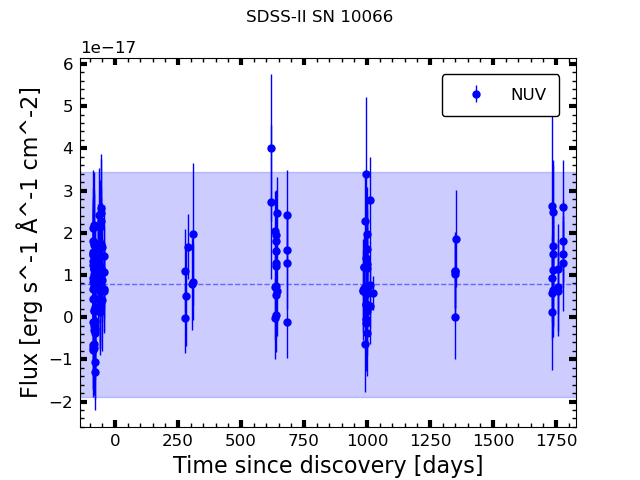 SDSS-II SN 10066
1e−17
NUV
6
5
4
3
2
1
0
−1
−2
Flux [erg s^-1 Å^-1 cm^-2]
0 250 500 750 1000 1250 1500 1750
Time since discovery [days]